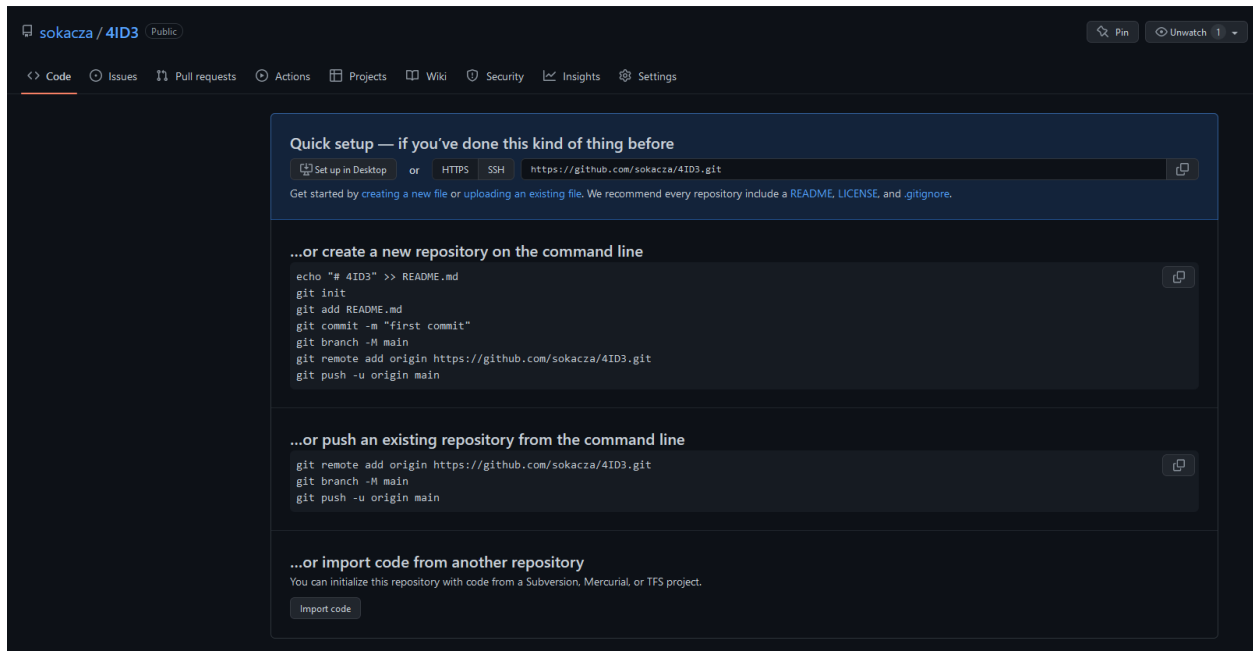 sokacza / 4ID3 Public
Pin
Unwatch 1
Code Issues Pull requests Actions Projects Wiki Security Insights Settings
Quick setup — if you've done this kind of thing before
Set up in Desktop or HTTPS SSH https://github.com/sokacza/4ID3.git
Get started by creating a new file or uploading an existing file. We recommend every repository include a README, LICENSE, and .gitignore.
…or create a new repository on the command line
echo "# 4ID3" >> README.md
git init
git add README.md
git commit -m "first commit"
git branch -M main
git remote add origin https://github.com/sokacza/4ID3.git
git push -u origin main
…or push an existing repository from the command line
git remote add origin https://github.com/sokacza/4ID3.git
git branch -M main
git push -u origin main
…or import code from another repository
You can initialize this repository with code from a Subversion, Mercurial, or TFS project.
Import code